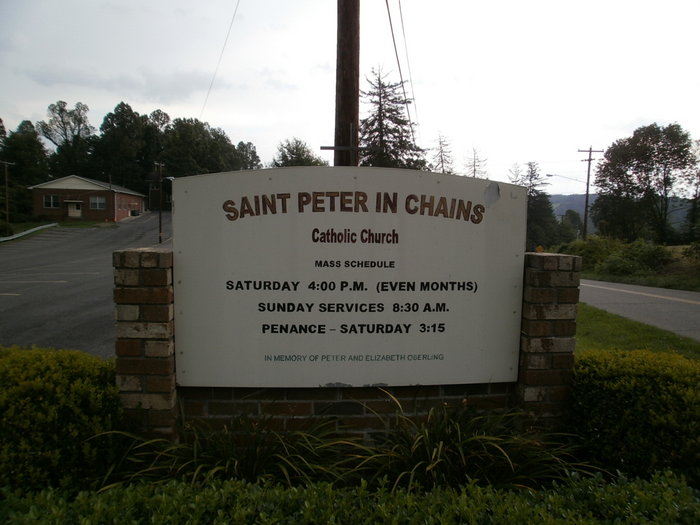 SAINT PETER IN CHAINS
Catholic Church
MASS SCHEDULE
SATURDAY 4:00 P.M. (EVEN MONTHS)
SUNDAY SERVICES 8:30 A.M.
PENANCE – SATURDAY 3:15
IN MEMORY OF PETER AND ELIZABETH OBERLING